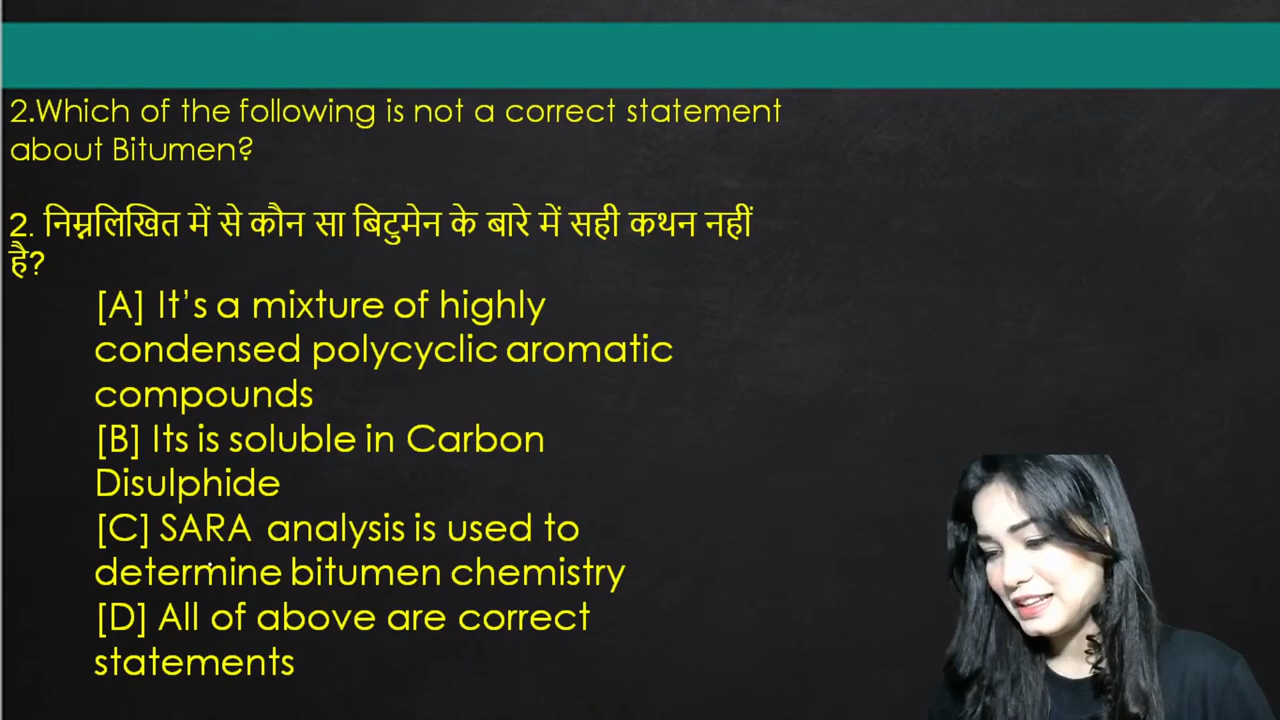 2.Which of the following is not a correct statement
about Bitumen?
2. निम्नलिखित में से कौन सा बिटुमेन के बारे में सही कथन नहीं
है?
[A] It’s a mixture of highly
condensed polycyclic aromatic
compounds
[B] Its is soluble in Carbon
Disulphide
[C] SARA analysis is used to
determine bitumen chemistry
[D] All of above are correct
statements